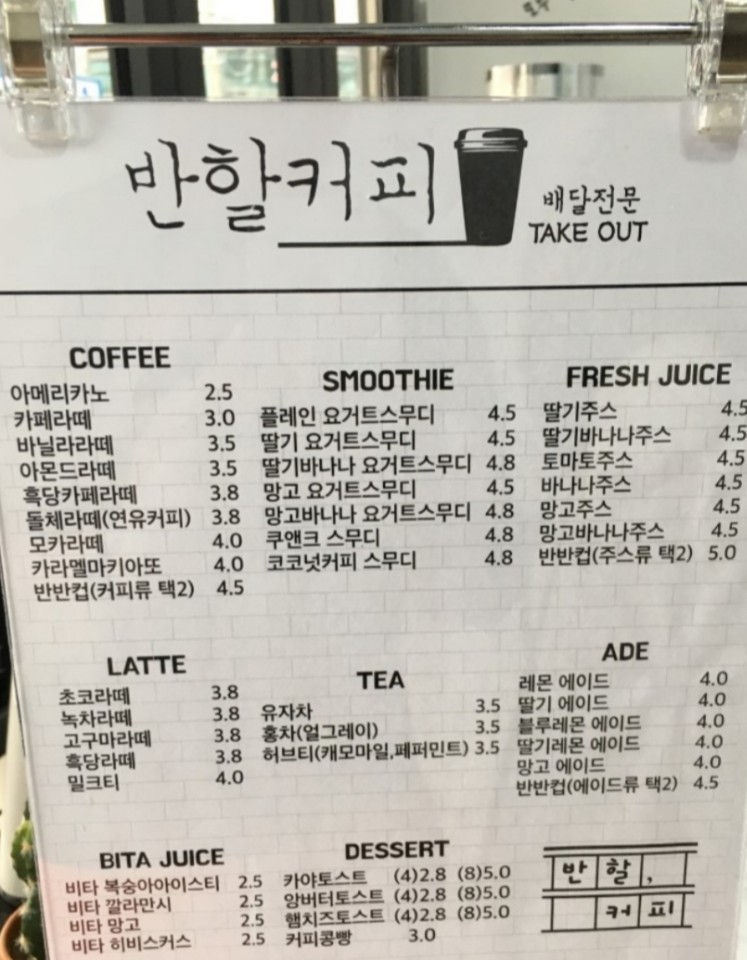 반할커피
배달전문
TAKE OUT
COFFEE
아메리카노 2.5
카페라떼 3.0
바닐라라떼 3.5
아몬드라떼 3.5
흑당카페라떼 3.8
돌체라떼(연유커피) 3.8
모카라떼 4.0
카라멜마키아또 4.0
반반컵(커피류 택2) 4.5
SMOOTHIE
플레인 요거트스무디 4.5
딸기 요거트스무디 4.5
딸기바나나 요거트스무디 4.8
망고 요거트스무디 4.5
망고바나나 요거트스무디 4.8
쿠앤크 스무디 4.8
코코넛커피 스무디 4.8
FRESH JUICE
딸기주스 4.5
딸기바나나주스 4.5
토마토주스 4.5
바나나주스 4.5
망고주스 4.5
망고바나나주스 4.5
반반컵(주스류 택2) 5.0
LATTE
초코라떼 3.8
녹차라떼 3.8
고구마라떼 3.8
흑당라떼 3.8
밀크티 4.0
TEA
유자차 3.5
홍차(얼그레이) 3.5
허브티(캐모마일,페퍼민트) 3.5
ADE
레몬 에이드 4.0
딸기 에이드 4.0
블루레몬 에이드 4.0
딸기레몬 에이드 4.0
망고 에이드 4.0
반반컵(에이드류 택2) 4.5
BITA JUICE
비타 복숭아아이스티 2.5
비타 깔라만시 2.5
비타 망고 2.5
비타 히비스커스 2.5
DESSERT
카야토스트 (4)2.8 (8)5.0
앙버터토스트 (4)2.8 (8)5.0
햄치즈토스트 (4)2.8 (8)5.0
커피콩빵 3.0
반할,
커피